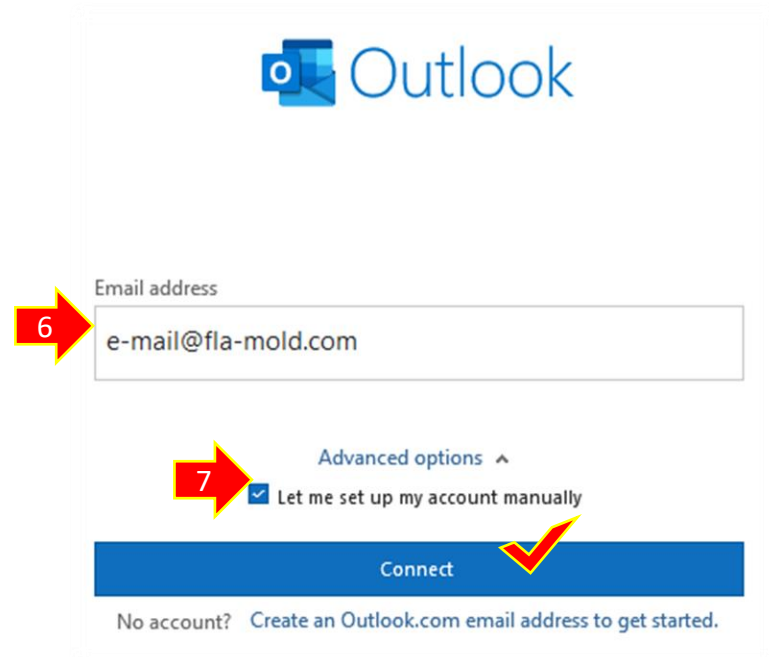 Outlook
Email address
6
e-mail@fla-mold.com
Advanced options
7
Let me set up my account manually
Connect
No account? Create an Outlook.com email address to get started.